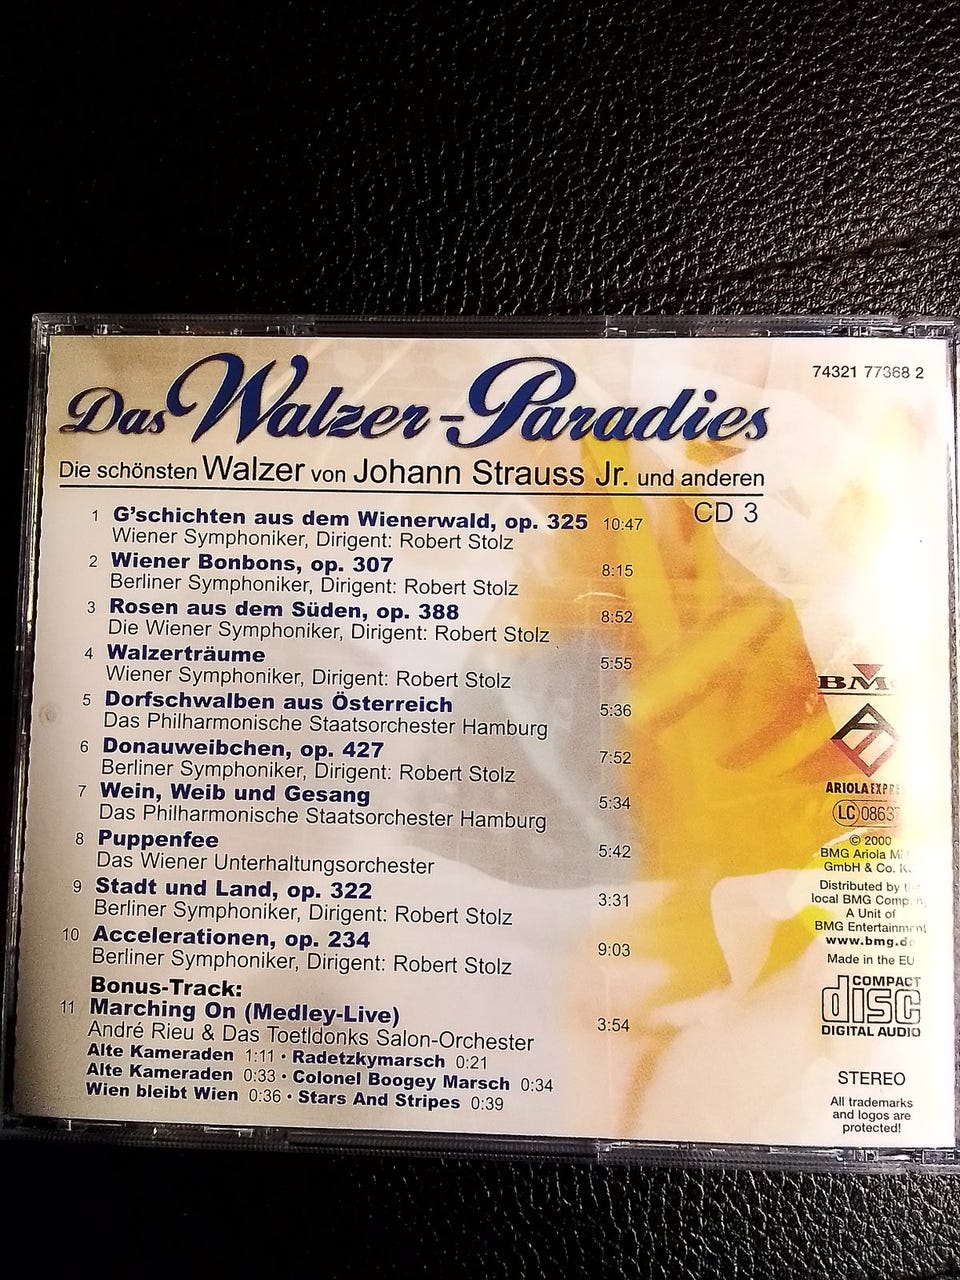 74321 77368 2
Das Walzer-Paradies
Die schönsten Walzer von Johann Strauss Jr. und anderen
CD 3
1 G'schichten aus dem Wienerwald, op. 325 10:47
Wiener Symphoniker, Dirigent: Robert Stolz
2 Wiener Bonbons, op. 307 8:15
Berliner Symphoniker, Dirigent: Robert Stolz
3 Rosen aus dem Süden, op. 388 8:52
Die Wiener Symphoniker, Dirigent: Robert Stolz
4 Walzerträume 5:55
Wiener Symphoniker, Dirigent: Robert Stolz
5 Dorfschwalben aus Österreich 5:36
Das Philharmonische Staatsorchester Hamburg
6 Donauweibchen, op. 427 7:52
Berliner Symphoniker, Dirigent: Robert Stolz
7 Wein, Weib und Gesang 5:34
Das Philharmonische Staatsorchester Hamburg
8 Puppenfee 5:42
Das Wiener Unterhaltungsorchester
9 Stadt und Land, op. 322 3:31
Berliner Symphoniker, Dirigent: Robert Stolz
10 Accelerationen, op. 234 9:03
Berliner Symphoniker, Dirigent: Robert Stolz
Bonus-Track:
11 Marching On (Medley-Live) 3:54
André Rieu & Das Toetldonks Salon-Orchester
Alte Kameraden 1:11 • Radetzkymarsch 0:21
Alte Kameraden 0:33 • Colonel Boogey Marsch 0:34
Wien bleibt Wien 0:36 • Stars And Stripes 0:39
BMG
ARIOLA
LC 08637
© 2000
BMG Ariola
GmbH & Co.
Distributed by
local BMG
A Unit of
BMG Entertainment
www.bmg.de
Made in the EU
COMPACT
disc
DIGITAL AUDIO
STEREO
All trademarks
and logos are
protected!